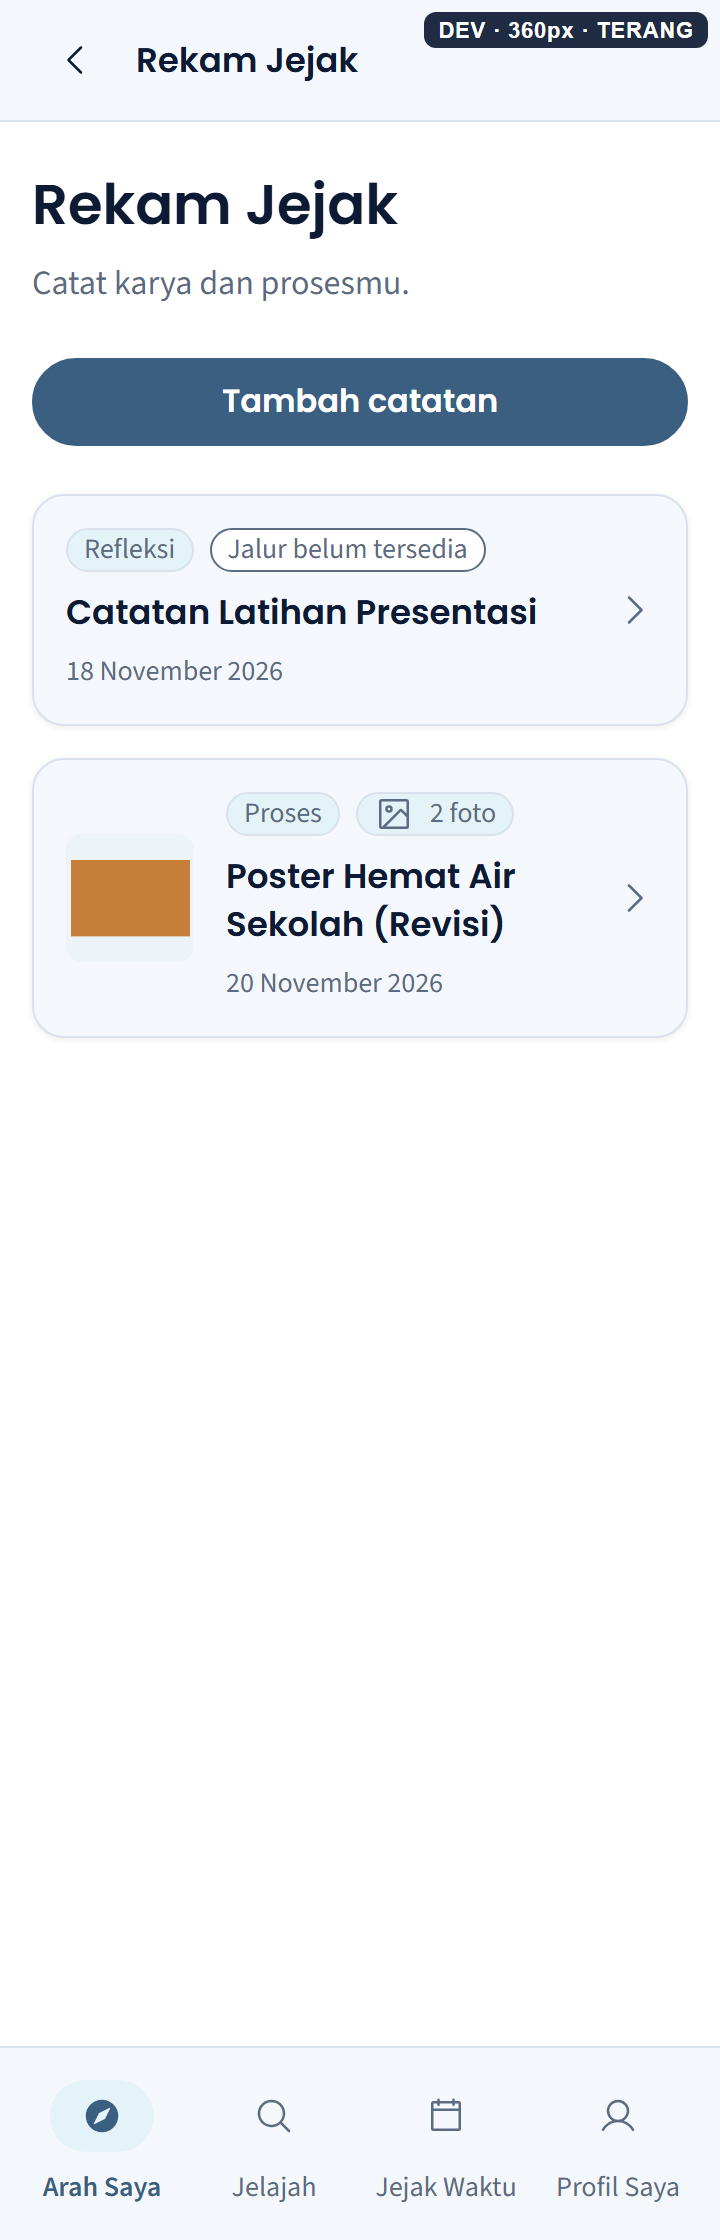 DEV · 360px · TERANG
Rekam Jejak
Rekam Jejak
Catat karya dan prosesmu.
Tambah catatan
Refleksi
Jalur belum tersedia
Catatan Latihan Presentasi
18 November 2026
Proses
2 foto
Poster Hemat Air
Sekolah (Revisi)
20 November 2026
Arah Saya
Jelajah
Jejak Waktu
Profil Saya